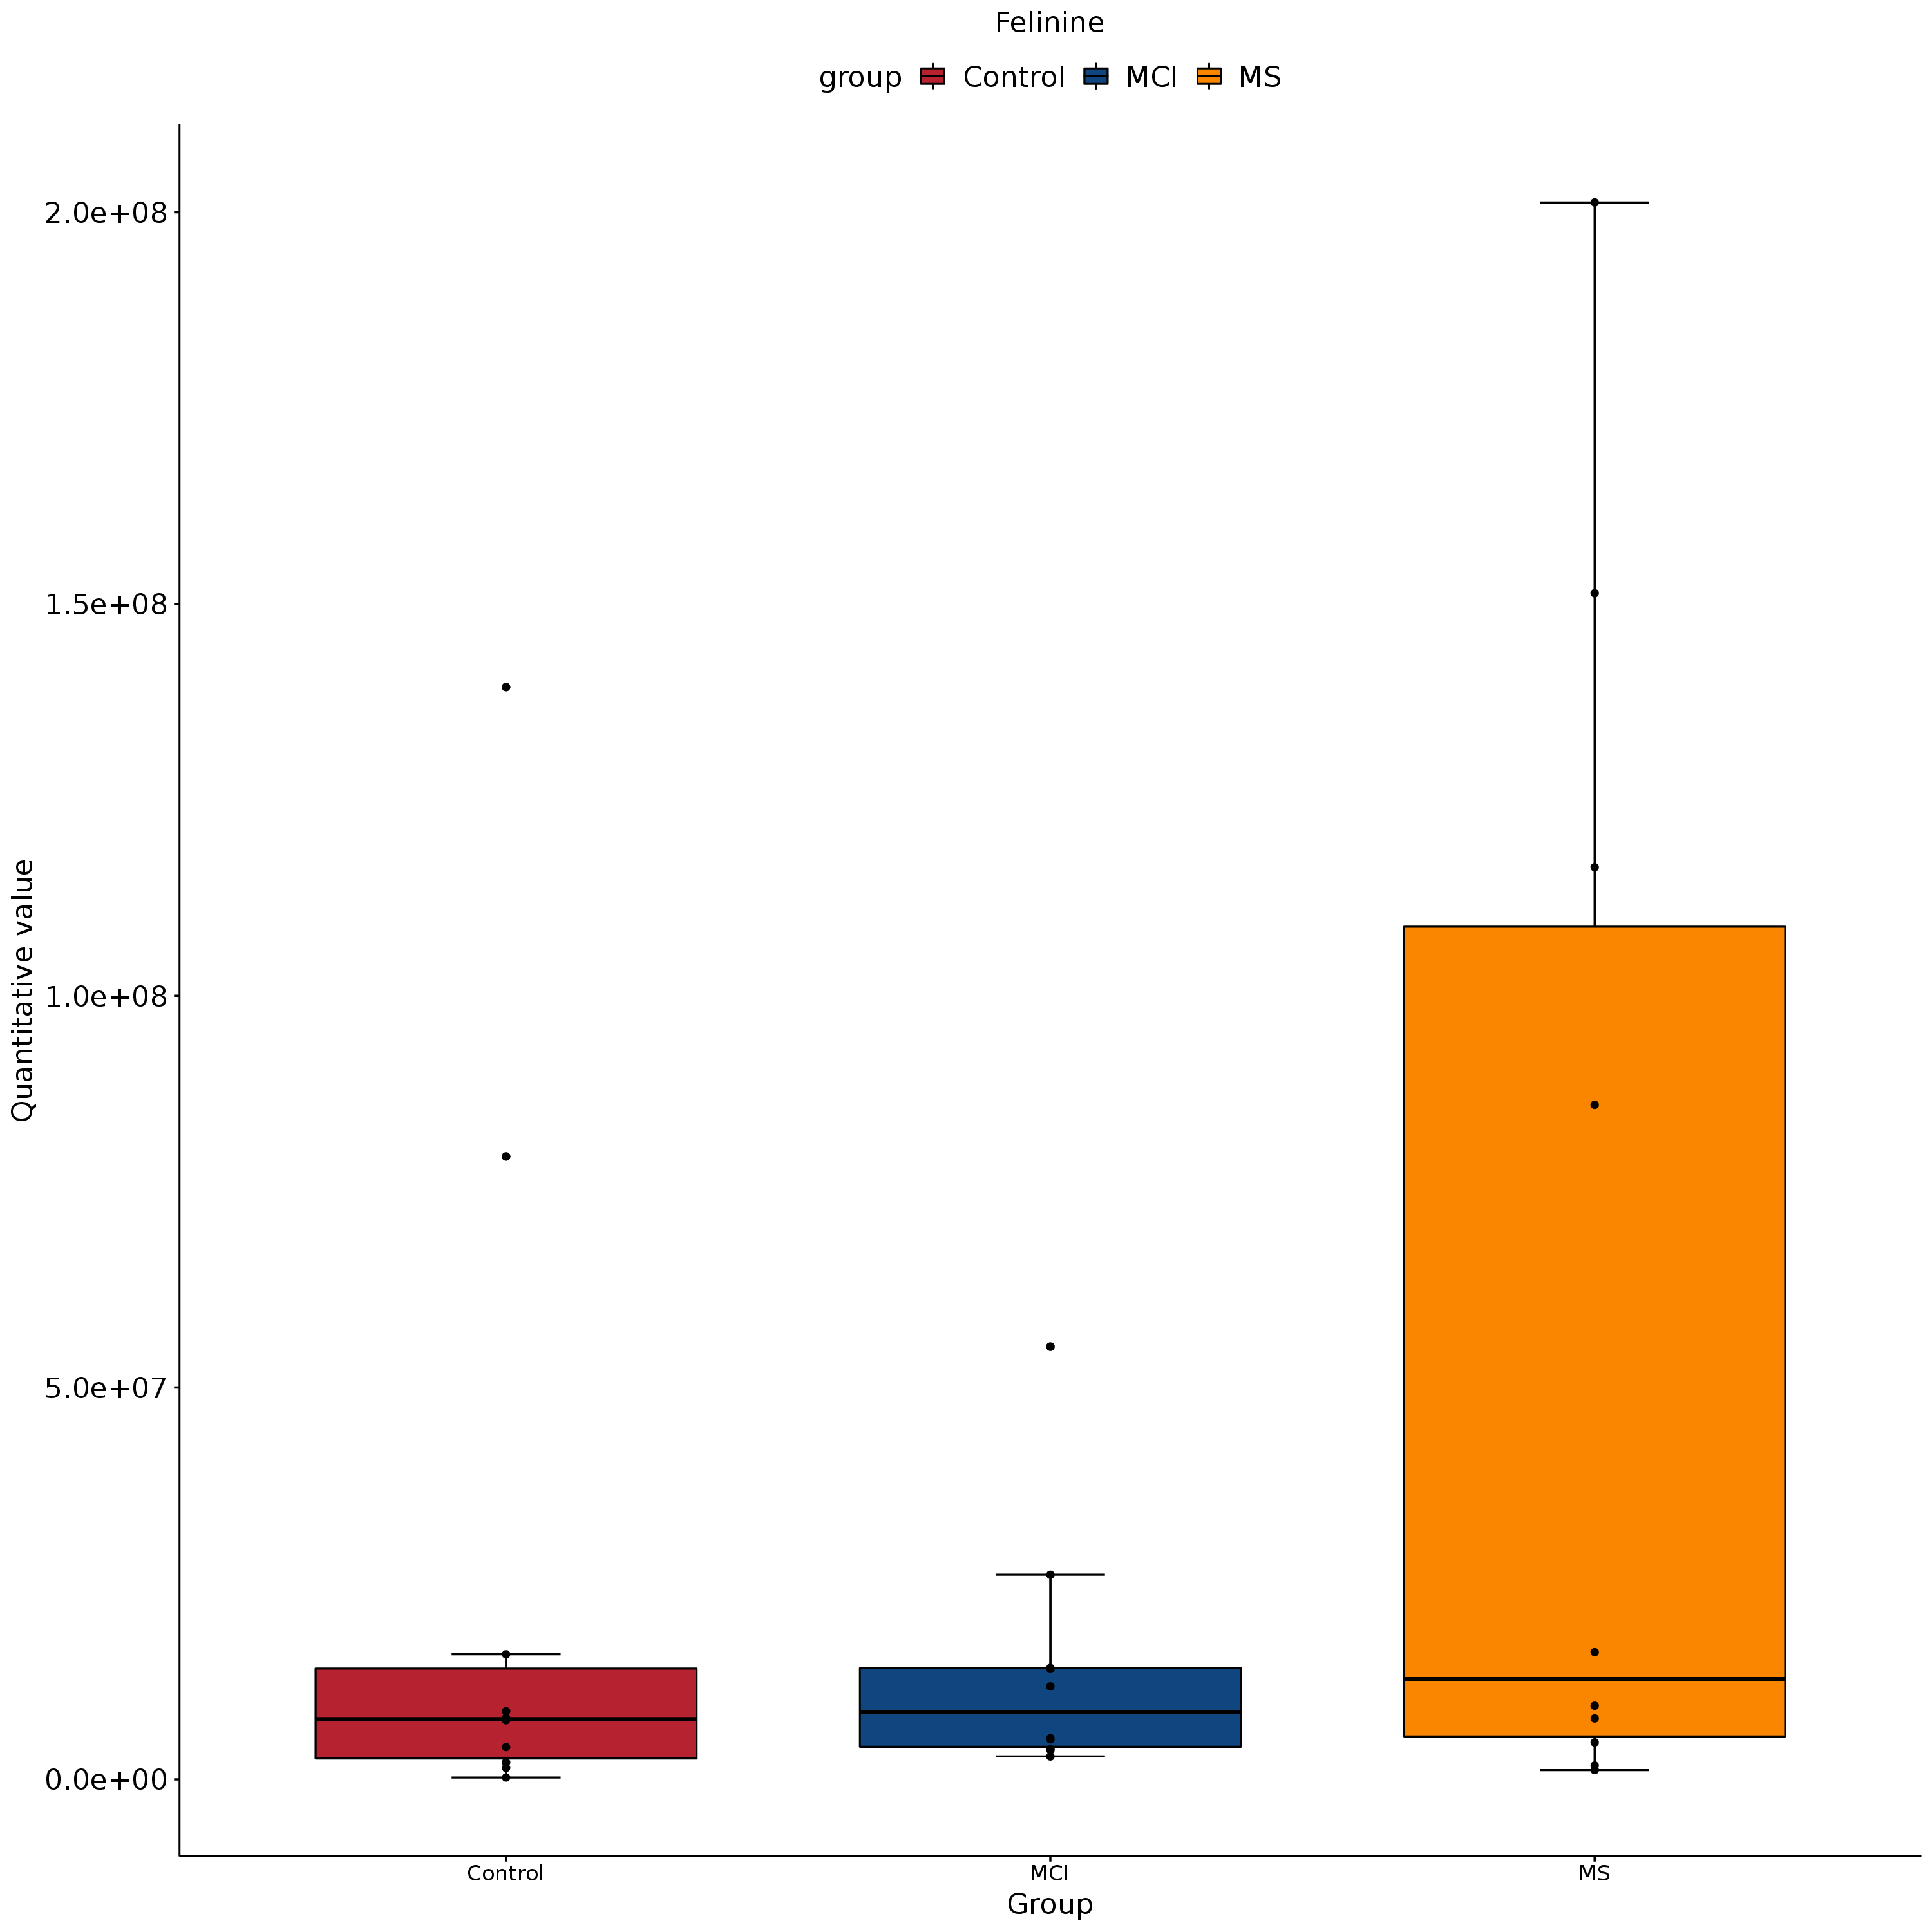 Felinine
group Control MCI MS
Quantitative value
2.0e+08
1.5e+08
1.0e+08
5.0e+07
0.0e+00
Control MCI MS
Group